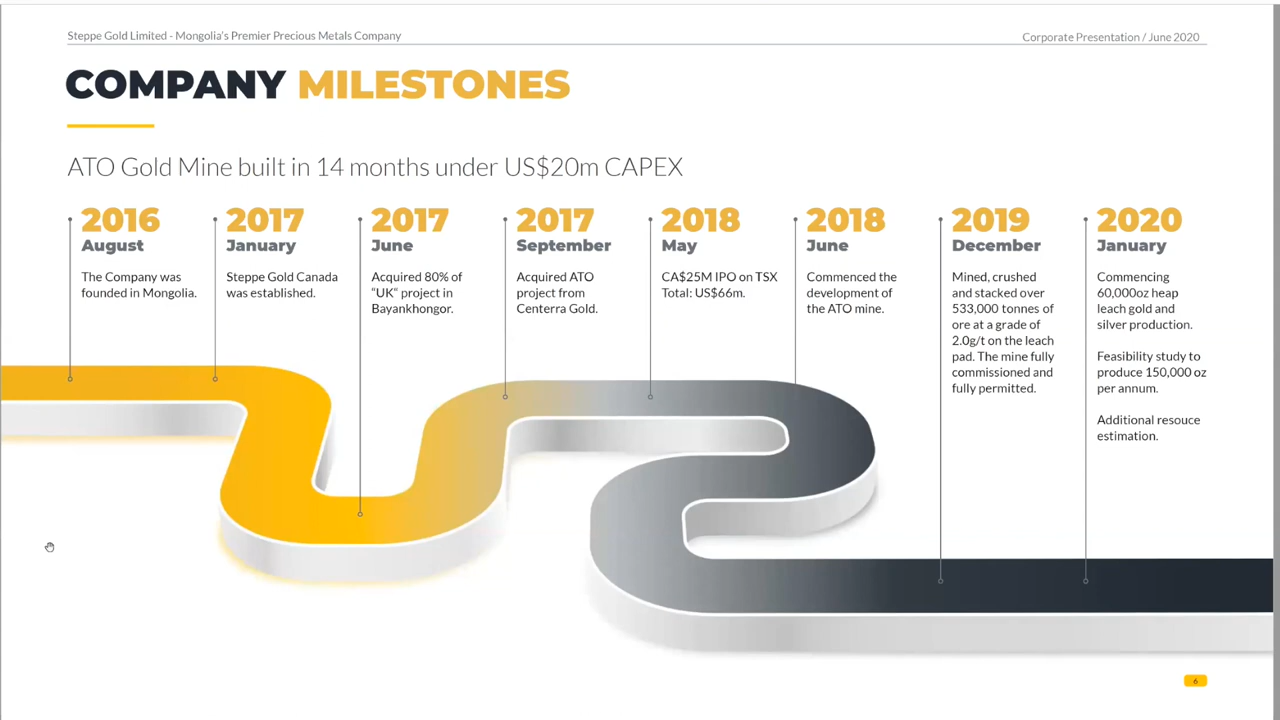 Steppe Gold Limited - Mongolia's Premier Precious Metals Company
Corporate Presentation / June 2020
COMPANY MILESTONES
ATO Gold Mine built in 14 months under US$20m CAPEX
2016
August
The Company was
founded in Mongolia.
2017
January
Steppe Gold Canada
was established.
2017
June
Acquired 80% of
“UK“ project in
Bayankhongor.
2017
September
Acquired ATO
project from
Centerra Gold.
2018
May
CA$25M IPO on TSX
Total: US$66m.
2018
June
Commenced the
development of
the ATO mine.
2019
December
Mined, crushed
and stacked over
533,000 tonnes of
ore at a grade of
2.0g/t on the leach
pad. The mine fully
commissioned and
fully permitted.
2020
January
Commencing
60,000oz heap
leach gold and
silver production.
Feasibility study to
produce 150,000 oz
per annum.
Additional resouce
estimation.
6